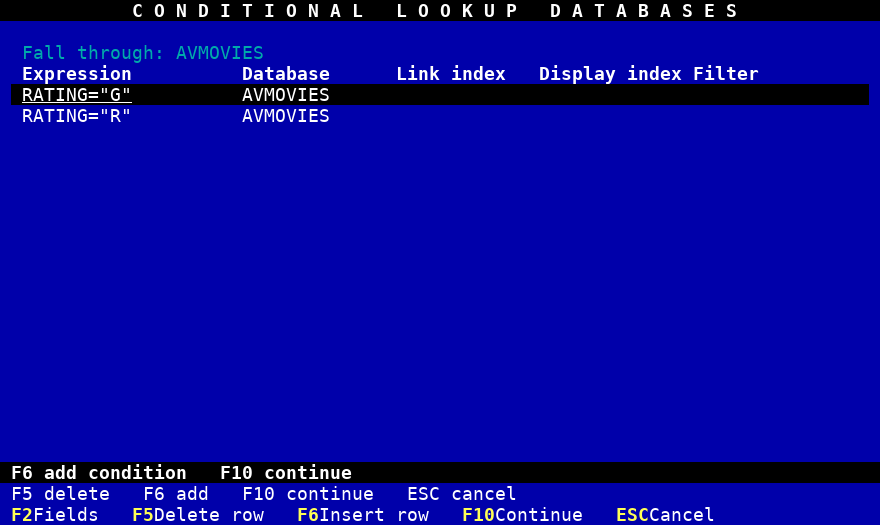 C O N D I T I O N A L   L O O K U P   D A T A B A S E S
Fall through: AVMOVIES
Expression          Database      Link index   Display index Filter
RATING="G"          AVMOVIES
RATING="R"          AVMOVIES
F6 add condition   F10 continue
F5 delete   F6 add   F10 continue   ESC cancel
F2Fields   F5Delete row   F6Insert row   F10Continue   ESCCancel